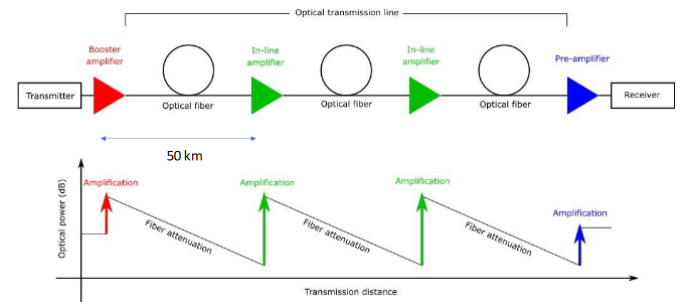 Optical transmission line
Booster
amplifier
In-line
amplifier
In-line
amplifier
Pre-amplifier
Transmitter
Optical fiber
Optical fiber
Optical fiber
Receiver
50 km
Optical power (dB)
Amplification
Amplification
Amplification
Amplification
Fiber attenuation
Fiber attenuation
Fiber attenuation
Transmission distance